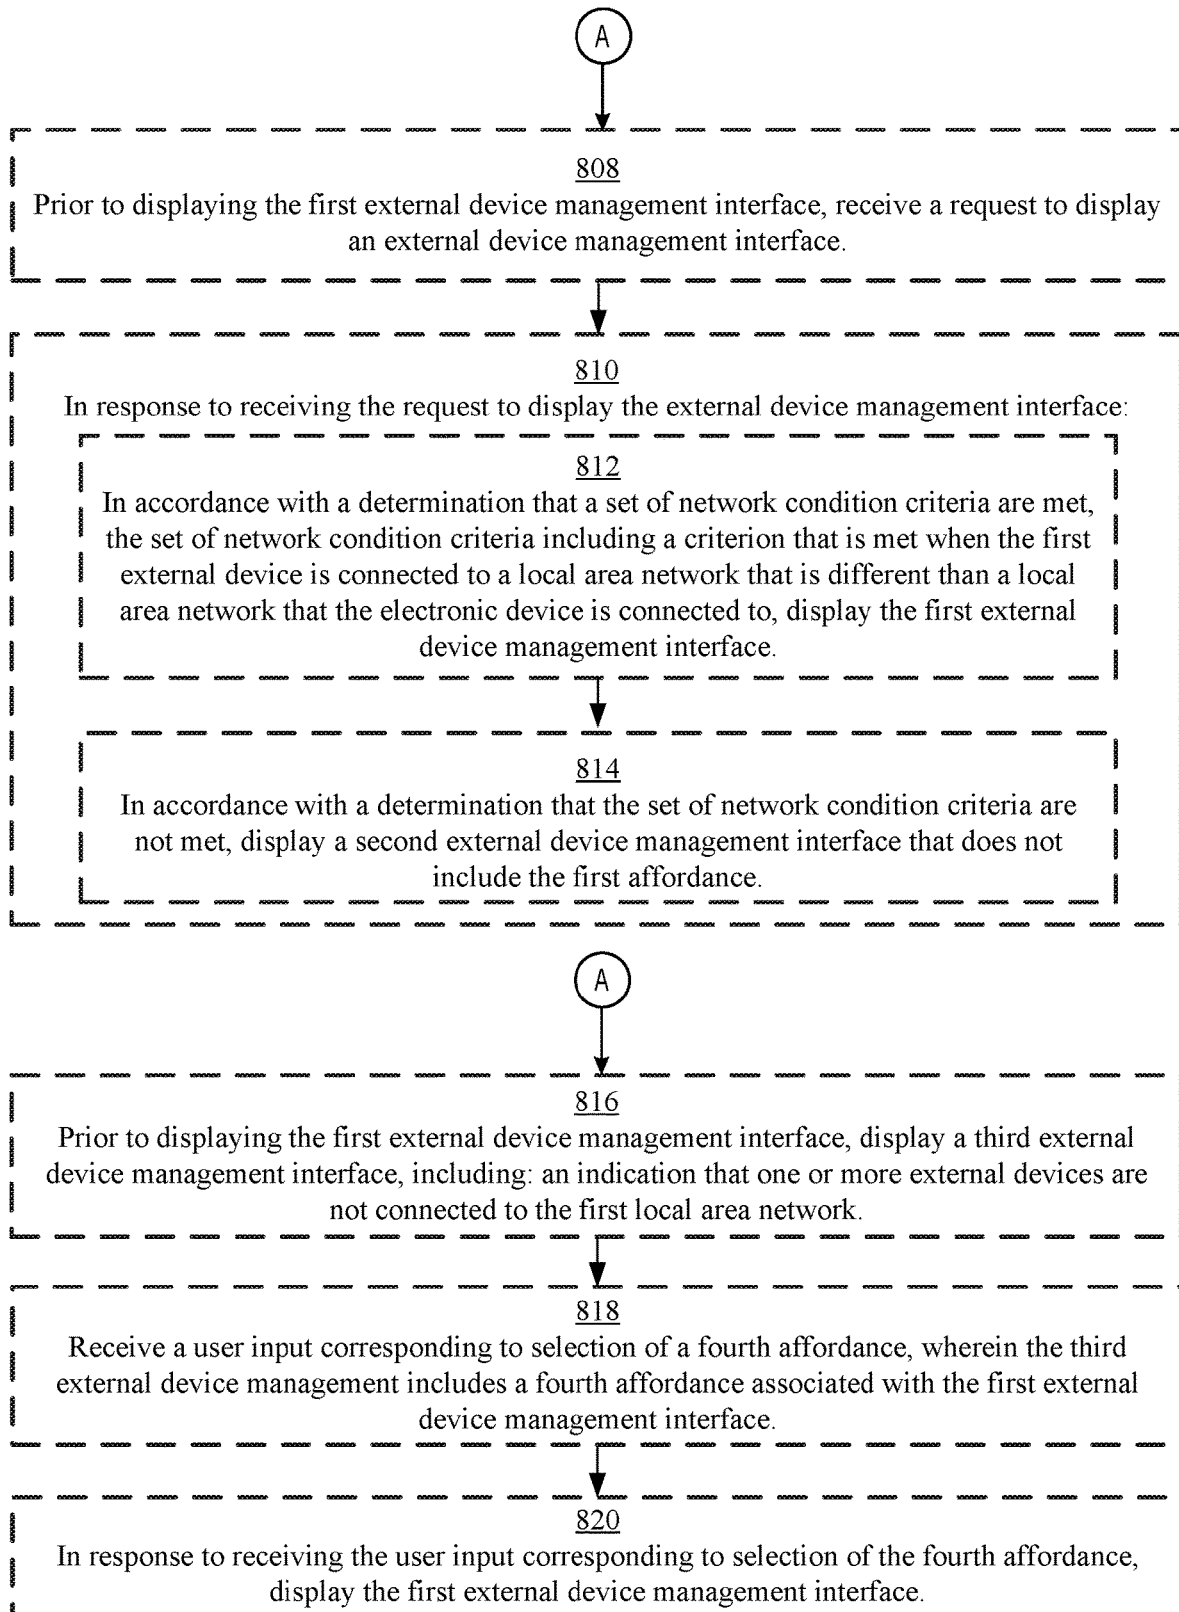 A
808
Prior to displaying the first external device management interface, receive a request to display
an external device management interface.
810
In response to receiving the request to display the external device management interface:
812
In accordance with a determination that a set of network condition criteria are met,
the set of network condition criteria including a criterion that is met when the first
external device is connected to a local area network that is different than a local
area network that the electronic device is connected to, display the first external
device management interface.
814
In accordance with a determination that the set of network condition criteria are
not met, display a second external device management interface that does not
include the first affordance.
A
816
Prior to displaying the first external device management interface, display a third external
device management interface, including: an indication that one or more external devices are
not connected to the first local area network.
818
Receive a user input corresponding to selection of a fourth affordance, wherein the third
external device management includes a fourth affordance associated with the first external
device management interface.
820
In response to receiving the user input corresponding to selection of the fourth affordance,
display the first external device management interface.